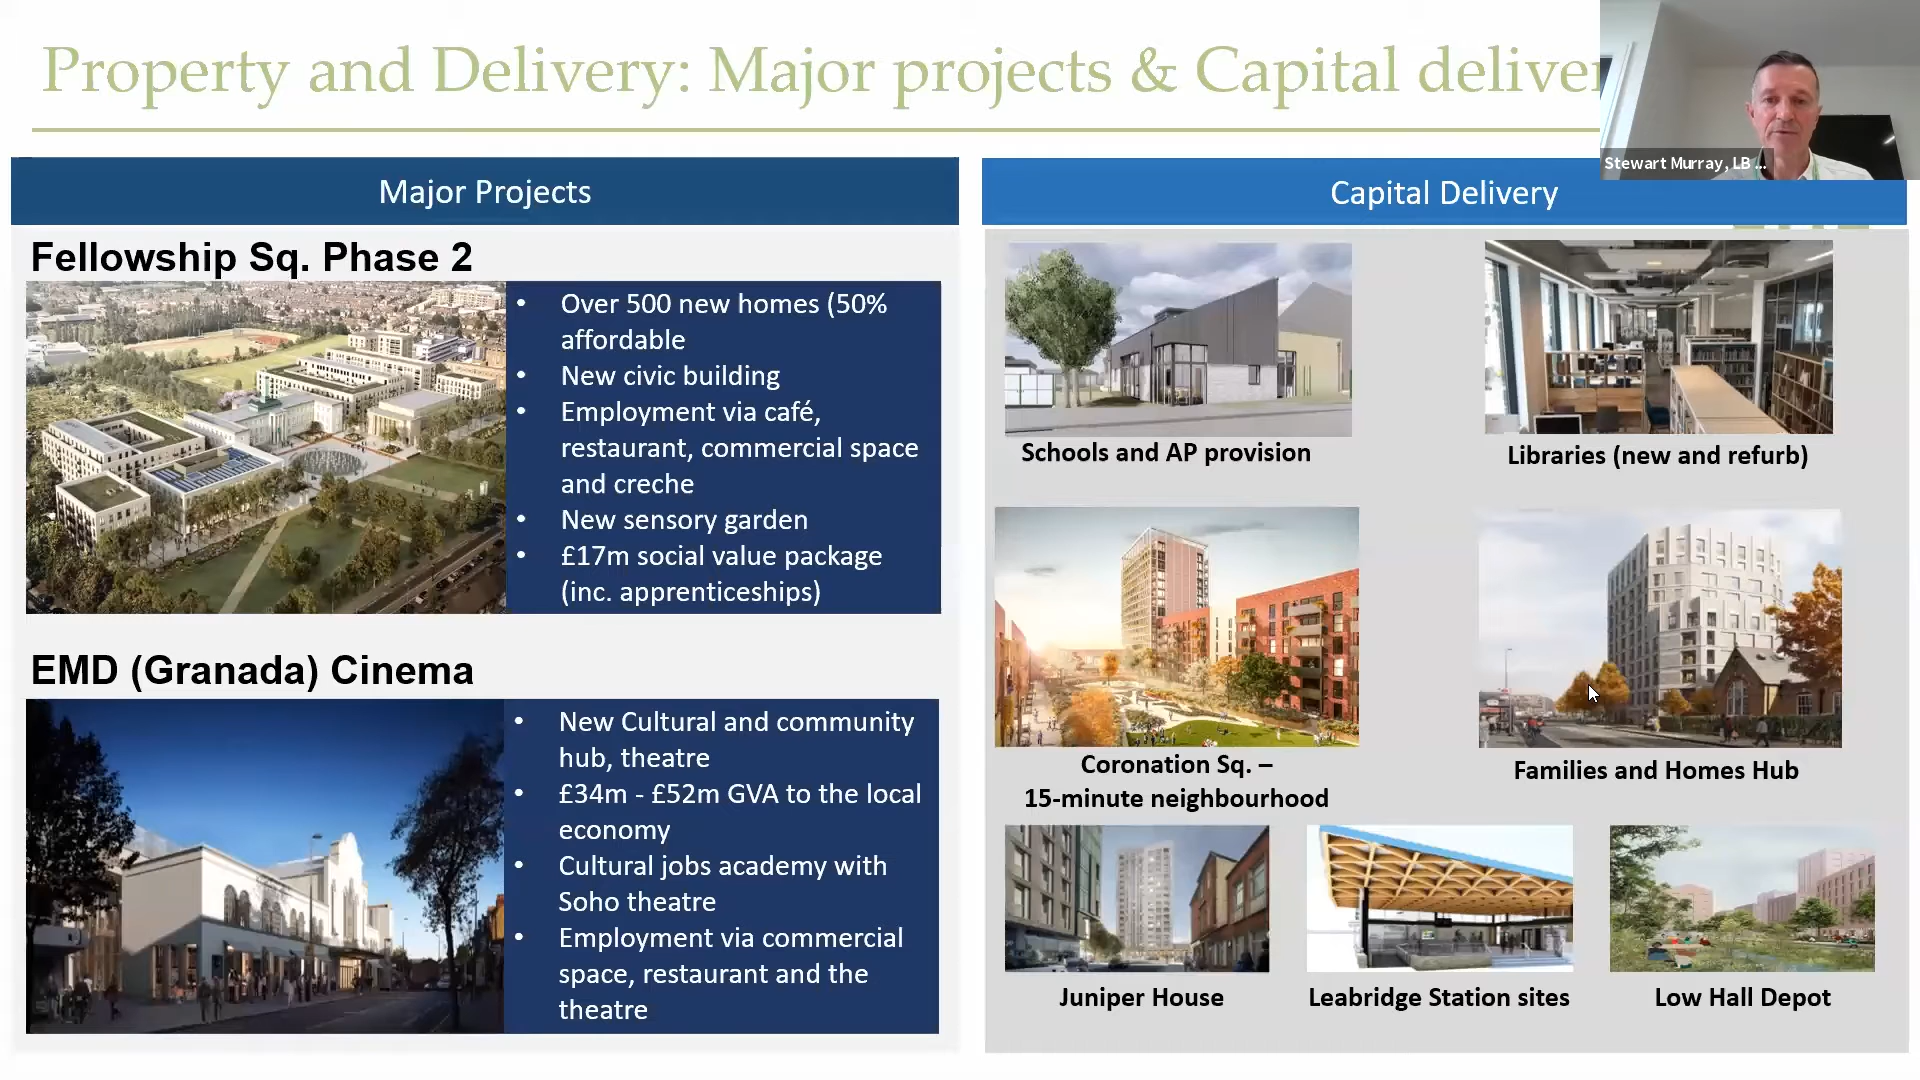 Property and Delivery: Major projects & Capital deliver
Stewart Murray, LB ...
Major Projects
Fellowship Sq. Phase 2
• Over 500 new homes (50%
affordable
• New civic building
• Employment via café,
restaurant, commercial space
and creche
• New sensory garden
• £17m social value package
(inc. apprenticeships)
EMD (Granada) Cinema
• New Cultural and community
hub, theatre
• £34m - £52m GVA to the local
economy
• Cultural jobs academy with
Soho theatre
• Employment via commercial
space, restaurant and the
theatre
Capital Delivery
Schools and AP provision
Libraries (new and refurb)
Coronation Sq. –
15-minute neighbourhood
Families and Homes Hub
Juniper House
Leabridge Station sites
Low Hall Depot